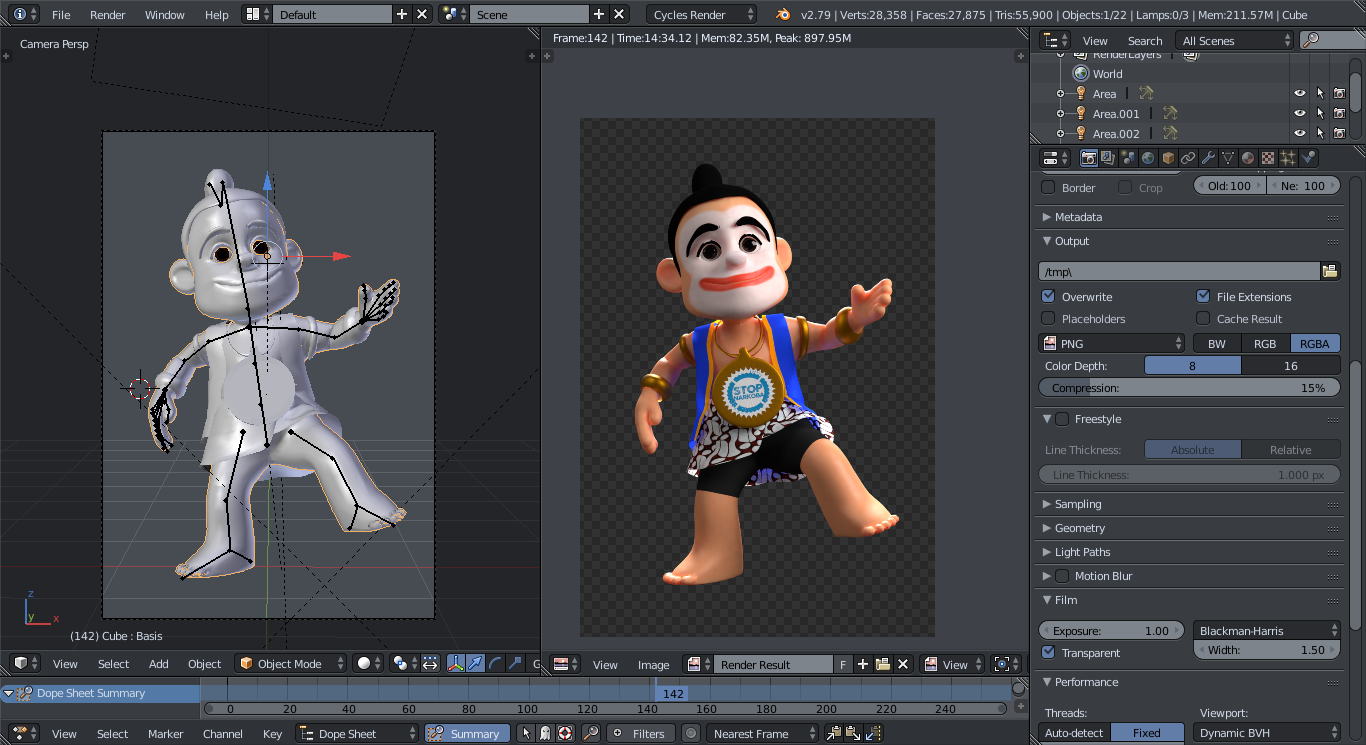 File Render Window Help Default Scene Cycles Render v2.79 | Verts:28,358 | Faces:27,875 | Tris:55,900 | Objects:1/22 | Lamps:0/3 | Mem:211.57M | Cube
Camera Persp
Frame:142 | Time:14:34.12 | Mem:82.35M, Peak: 897.95M
View Search All Scenes
RenderLayers
World
Area
Area.001
Area.002
Border Crop Old:100 Ne: 100
Metadata
Output
/tmp\
Overwrite File Extensions
Placeholders Cache Result
PNG BW RGB RGBA
Color Depth: 8 16
Compression: 15%
Freestyle
Line Thickness: Absolute Relative
Line Thickness: 1.000 px
Sampling
Geometry
Light Paths
Motion Blur
Film
Exposure: 1.00 Blackman-Harris
Transparent Width: 1.50
Performance
Threads: Viewport:
Auto-detect Fixed Dynamic BVH
STOP
NARKOBA
z
y x
(142) Cube : Basis
View Select Add Object Object Mode G
View Image Render Result F View
Dope Sheet Summary 142
0 20 40 60 80 100 120 140 160 180 200 220 240
View Select Marker Channel Key Dope Sheet Summary Filters Nearest Frame